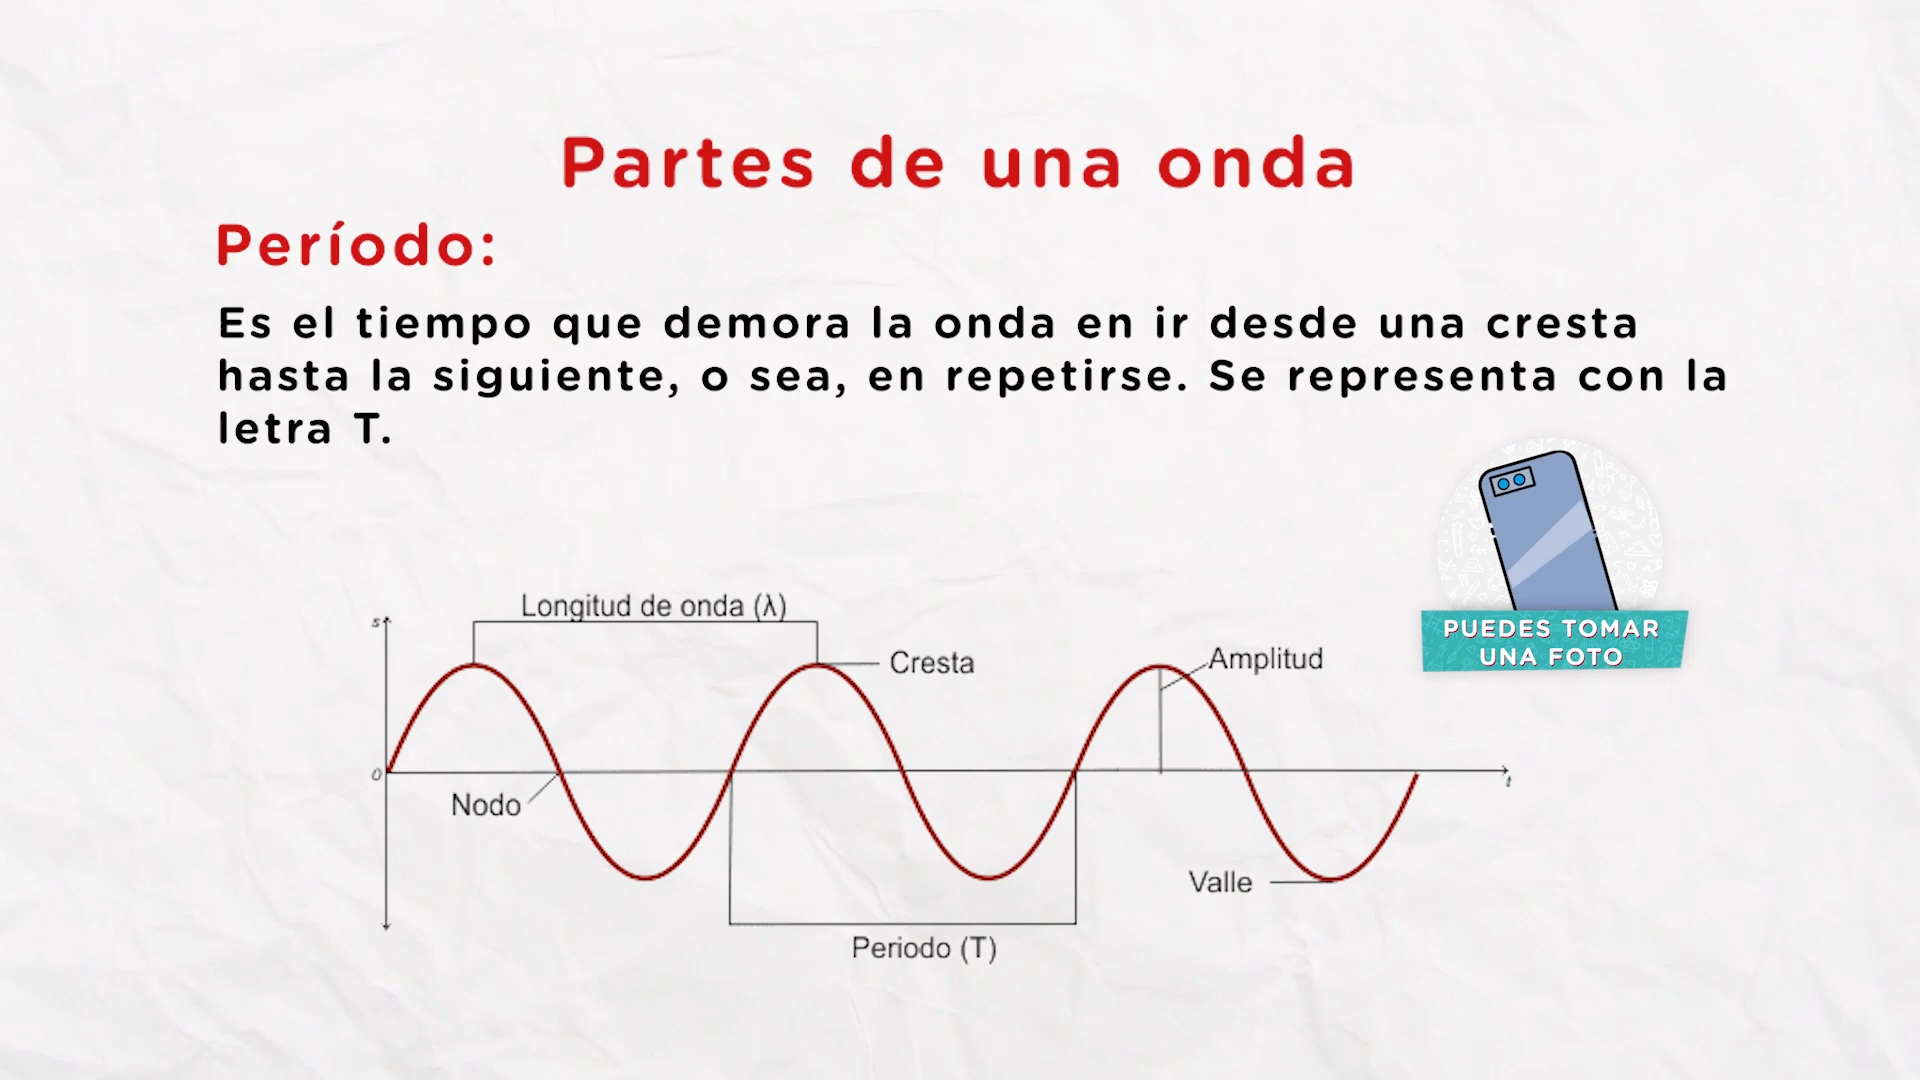 Partes de una onda
Período:
Es el tiempo que demora la onda en ir desde una cresta
hasta la siguiente, o sea, en repetirse. Se representa con la
letra T.
PUEDES TOMAR
UNA FOTO
Longitud de onda (λ)
s
Cresta
Amplitud
0
t
Nodo
Valle
Periodo (T)